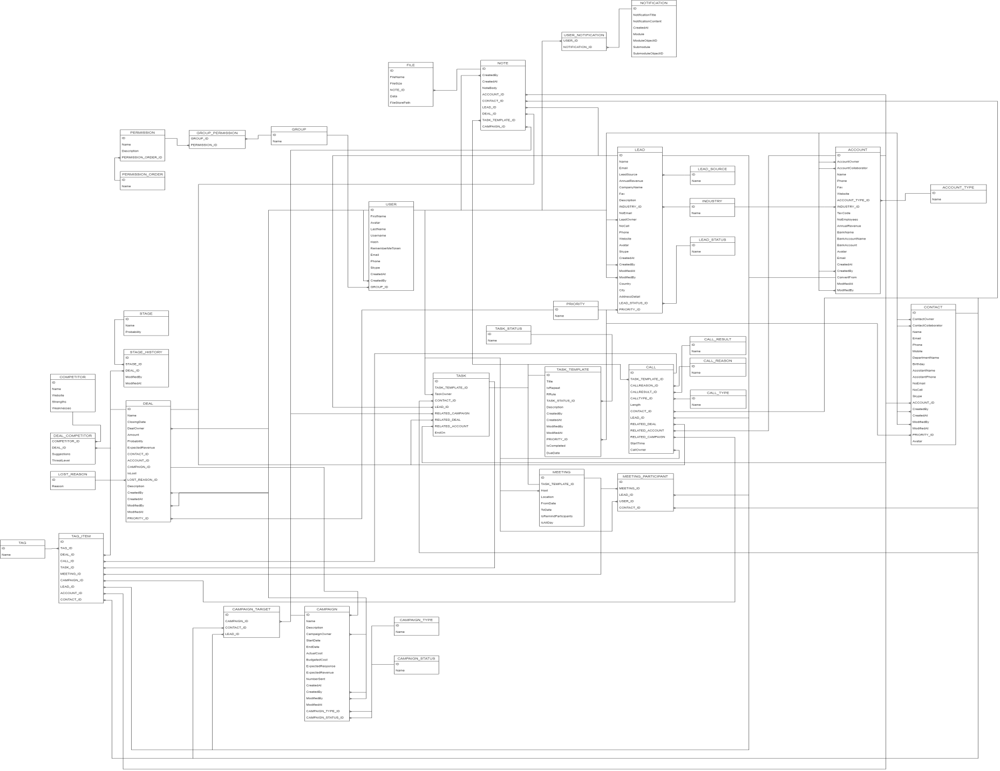 NOTIFICATION
ID
NotificationTitle
NotificationContent
CreatedAt
Module
ModuleObjectID
Submodule
SubmoduleObjectID
USER_NOTIFICATION
USER_ID
NOTIFICATION_ID
FILE
ID
FileName
FileSize
NOTE_ID
Data
FileStorePath
NOTE
ID
CreatedBy
CreatedAt
NoteBody
ACCOUNT_ID
CONTACT_ID
LEAD_ID
DEAL_ID
TASK_TEMPLATE_ID
CAMPAIGN_ID
PERMISSION
ID
Name
Description
PERMISSION_ORDER_ID
GROUP_PERMISSION
GROUP_ID
PERMISSION_ID
GROUP
ID
Name
PERMISSION_ORDER
ID
Name
LEAD
ID
Name
Email
LeadSource
AnnualRevenue
CompanyName
Fax
Description
INDUSTRY_ID
NoEmail
LeadOwner
NoCall
Phone
Website
Avatar
Skype
CreatedAt
CreatedBy
ModifiedAt
ModifiedBy
Country
City
AddressDetail
LEAD_STATUS_ID
PRIORITY_ID
LEAD_SOURCE
ID
Name
INDUSTRY
ID
Name
LEAD_STATUS
ID
Name
ACCOUNT
ID
AccountOwner
AccountCollaborator
Name
Phone
Fax
Website
ACCOUNT_TYPE_ID
INDUSTRY_ID
TaxCode
NoEmployees
AnnualRevenue
BankName
BankAccountName
BankAccount
Avatar
Email
CreatedAt
CreatedBy
ConvertFrom
ModifiedAt
ModifiedBy
ACCOUNT_TYPE
ID
Name
USER
ID
FirstName
Avatar
LastName
Username
Hash
RememberMeToken
Email
Phone
Skype
CreatedAt
CreatedBy
GROUP_ID
PRIORITY
ID
Name
CONTACT
ID
ContactOwner
ContactCollaborator
Name
Email
Phone
Mobile
DepartmentName
Birthday
AssistantName
AssistantPhone
NoEmail
NoCall
Skype
ACCOUNT_ID
CreatedBy
CreatedAt
ModifiedBy
ModifiedAt
PRIORITY_ID
Avatar
STAGE
ID
Name
Probability
TASK_STATUS
ID
Name
CALL_RESULT
ID
Name
CALL_REASON
ID
Name
CALL_TYPE
ID
Name
STAGE_HISTORY
ID
STAGE_ID
DEAL_ID
ModifiedBy
ModifiedAt
COMPETITOR
ID
Name
Website
Strengths
Weaknesses
TASK
ID
TASK_TEMPLATE_ID
TaskOwner
CONTACT_ID
LEAD_ID
RELATED_CAMPAIGN
RELATED_DEAL
RELATED_ACCOUNT
EndOn
TASK_TEMPLATE
ID
Title
IsRepeat
RRule
TASK_STATUS_ID
Description
CreatedBy
CreatedAt
ModifiedBy
ModifiedAt
PRIORITY_ID
IsCompleted
DueDate
CALL
ID
TASK_TEMPLATE_ID
CALLREASON_ID
CALLRESULT_ID
CALLTYPE_ID
Length
CONTACT_ID
LEAD_ID
RELATED_DEAL
RELATED_ACCOUNT
RELATED_CAMPAIGN
StartTime
CallOwner
DEAL
ID
Name
ClosingDate
DealOwner
Amount
Probability
ExpectedRevenue
CONTACT_ID
ACCOUNT_ID
CAMPAIGN_ID
isLost
LOST_REASON_ID
Description
CreatedBy
CreatedAt
ModifiedBy
ModifiedAt
PRIORITY_ID
DEAL_COMPETITOR
COMPETITOR_ID
DEAL_ID
Suggestions
ThreatLevel
LOST_REASON
ID
Reason
MEETING
ID
TASK_TEMPLATE_ID
Host
Location
FromDate
ToDate
IsRemindParticipants
IsAllDay
MEETING_PARTICIPANT
ID
MEETING_ID
LEAD_ID
USER_ID
CONTACT_ID
TAG
ID
Name
TAG_ITEM
ID
TAG_ID
DEAL_ID
CALL_ID
TASK_ID
MEETING_ID
CAMPAIGN_ID
LEAD_ID
ACCOUNT_ID
CONTACT_ID
CAMPAIGN_TARGET
ID
CAMPAIGN_ID
CONTACT_ID
LEAD_ID
CAMPAIGN
ID
Name
Description
CampaignOwner
StartDate
EndDate
ActualCost
BudgetedCost
ExpectedResponse
ExpectedRevenue
NumberSent
CreatedAt
CreatedBy
ModifiedBy
ModifiedAt
CAMPAIGN_TYPE_ID
CAMPAIGN_STATUS_ID
CAMPAIGN_TYPE
ID
Name
CAMPAIGN_STATUS
ID
Name